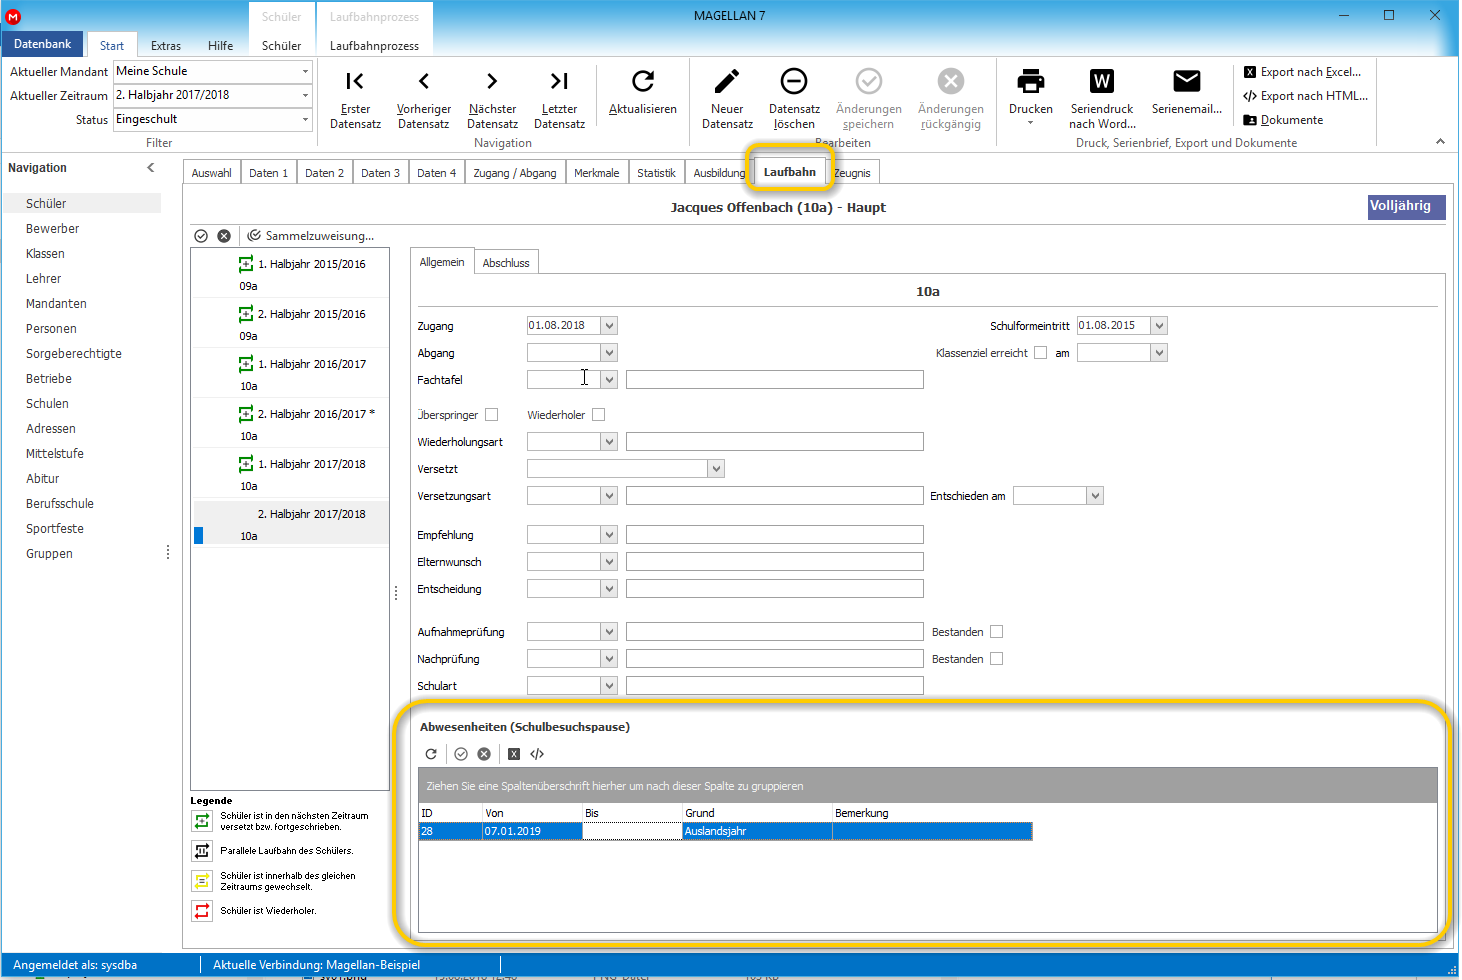 MAGELLAN 7
Schüler
Laufbahnprozess
Datenbank
Start
Extras
Hilfe
Schüler
Laufbahnprozess
Aktueller Mandant
Meine Schule
Aktueller Zeitraum
2. Halbjahr 2017/2018
Status
Eingeschult
Filter
Erster
Datensatz
Vorheriger
Datensatz
Nächster
Datensatz
Letzter
Datensatz
Aktualisieren
Navigation
Neuer
Datensatz
Datensatz
löschen
Änderungen
speichern
Änderungen
rückgängig
Bearbeiten
Drucken
Seriendruck
nach Word...
Serienemail...
Export nach Excel...
Export nach HTML...
Dokumente
Druck, Serienbrief, Export und Dokumente
Navigation
Schüler
Bewerber
Klassen
Lehrer
Mandanten
Personen
Sorgeberechtigte
Betriebe
Schulen
Adressen
Mittelstufe
Abitur
Berufsschule
Sportfeste
Gruppen
Auswahl
Daten 1
Daten 2
Daten 3
Daten 4
Zugang / Abgang
Merkmale
Statistik
Ausbildung
Laufbahn
Zeugnis
Jacques Offenbach (10a) - Haupt
Volljährig
Sammelzuweisung...
1. Halbjahr 2015/2016
09a
2. Halbjahr 2015/2016
09a
1. Halbjahr 2016/2017
10a
2. Halbjahr 2016/2017 *
10a
1. Halbjahr 2017/2018
10a
2. Halbjahr 2017/2018
10a
Legende
Schüler ist in den nächsten Zeitraum
versetzt bzw. fortgeschrieben.
Parallele Laufbahn des Schülers.
Schüler ist innerhalb des gleichen
Zeitraums gewechselt.
Schüler ist Wiederholer.
Allgemein
Abschluss
10a
Zugang
01.08.2018
Schulformeintritt
01.08.2015
Abgang
Klassenziel erreicht
am
Fachtafel
Überspringer
Wiederholer
Wiederholungsart
Versetzt
Versetzungsart
Entschieden am
Empfehlung
Elternwunsch
Entscheidung
Aufnahmeprüfung
Bestanden
Nachprüfung
Bestanden
Schulart
Abwesenheiten (Schulbesuchspause)
Ziehen Sie eine Spaltenüberschrift hierher um nach dieser Spalte zu gruppieren
ID
Von
Bis
Grund
Bemerkung
28
07.01.2019
Auslandsjahr
Angemeldet als: sysdba
Aktuelle Verbindung: Magellan-Beispiel